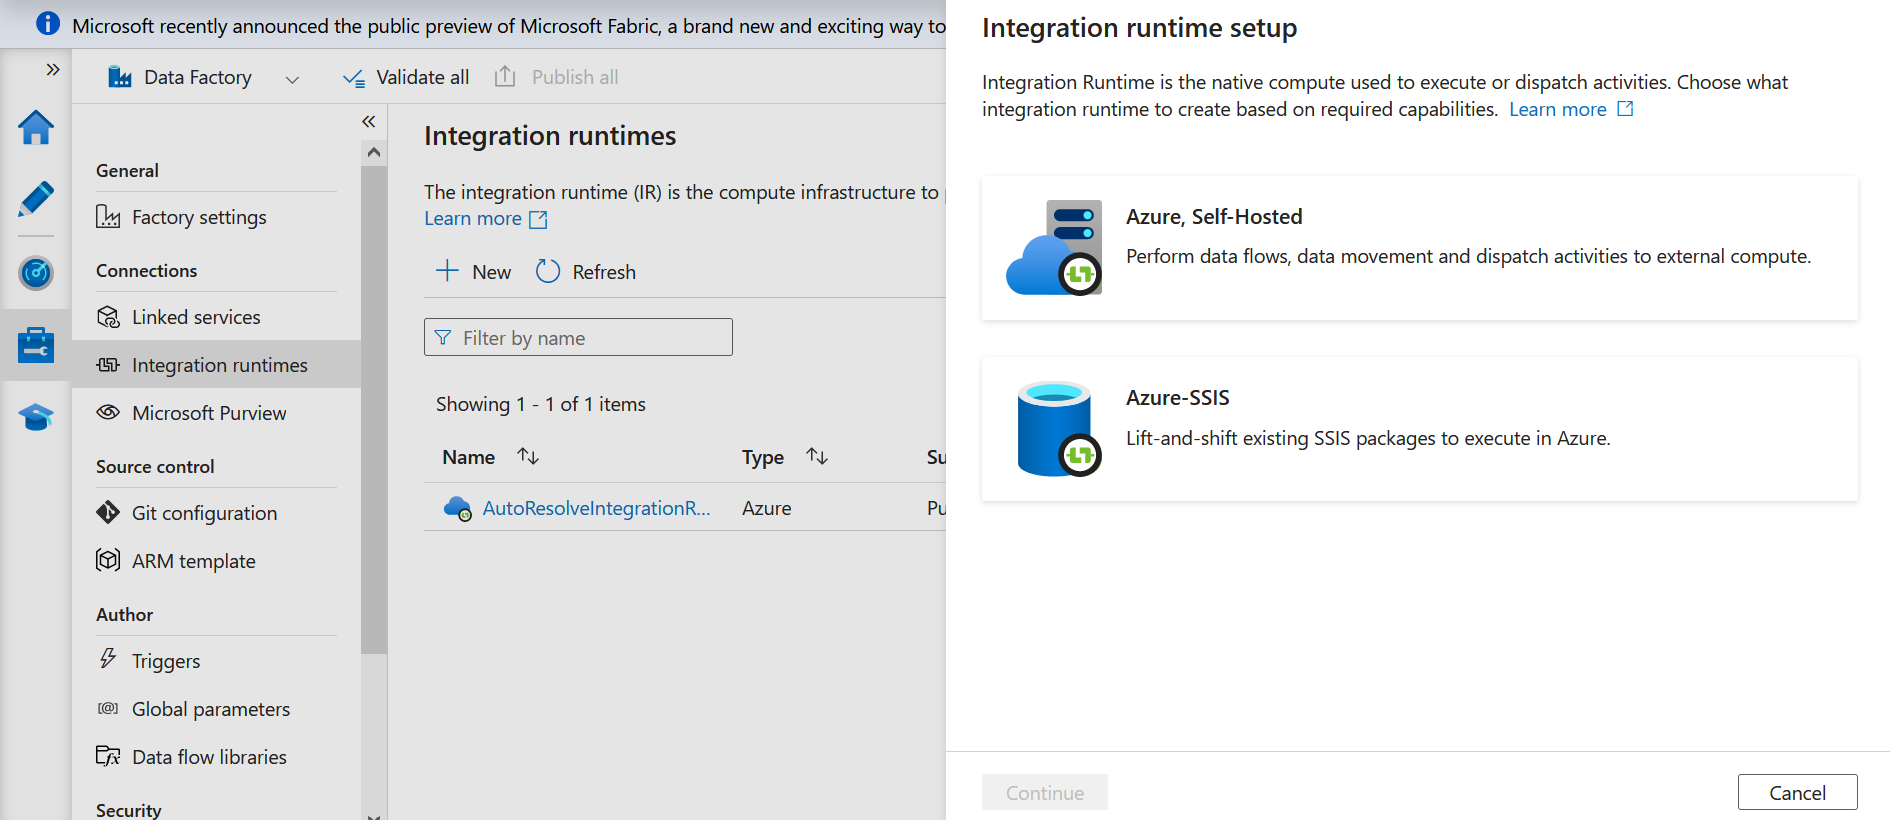 Microsoft recently announced the public preview of Microsoft Fabric, a brand new and exciting way to
Data Factory
Validate all
Publish all
General
Factory settings
Connections
Linked services
Integration runtimes
Microsoft Purview
Source control
Git configuration
ARM template
Author
Triggers
Global parameters
Data flow libraries
Security
Integration runtimes
The integration runtime (IR) is the compute infrastructure to
Learn more
New
Refresh
Filter by name
Showing 1 - 1 of 1 items
Name
Type
Su
AutoResolveIntegrationR...
Azure
Pu
Integration runtime setup
Integration Runtime is the native compute used to execute or dispatch activities. Choose what
integration runtime to create based on required capabilities. Learn more
Azure, Self-Hosted
Perform data flows, data movement and dispatch activities to external compute.
Azure-SSIS
Lift-and-shift existing SSIS packages to execute in Azure.
Continue
Cancel